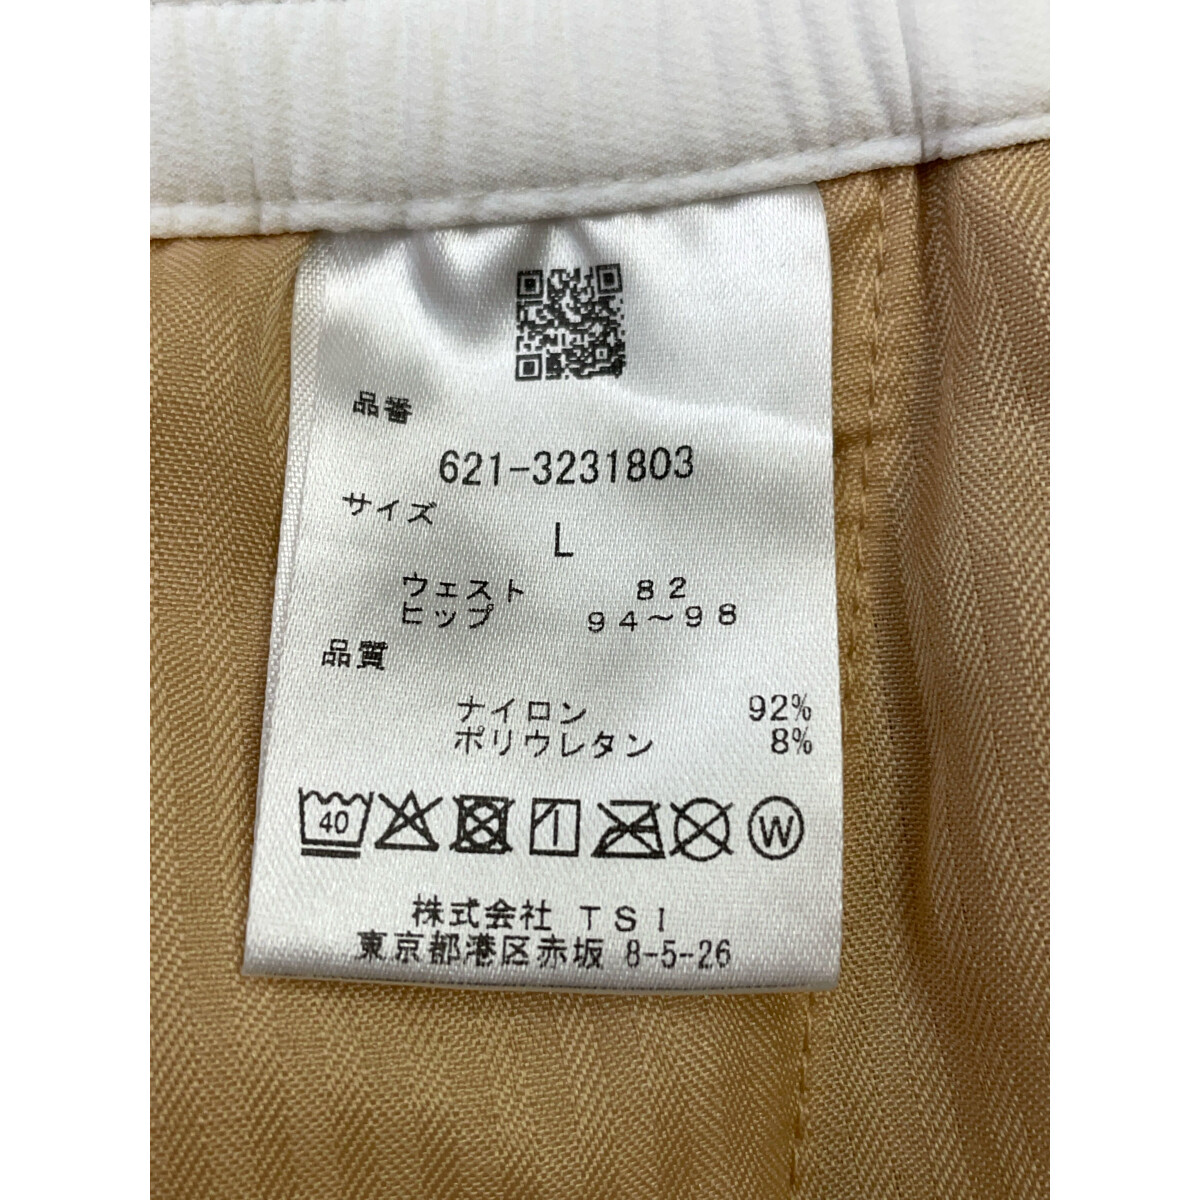 品番
621-3231803
サイズ
L
ウェスト 82
ヒップ 94～98
品質
ナイロン 92%
ポリウレタン 8%
40 W
株式会社 TSI
東京都港区赤坂 8-5-26